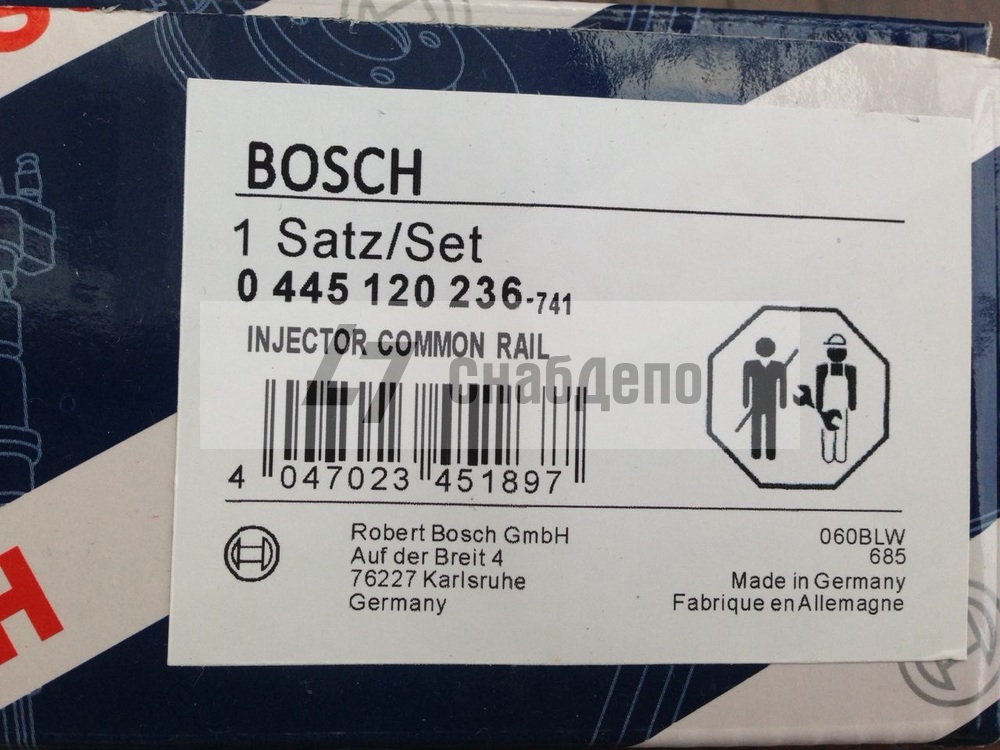 BOSCH
1 Satz/Set
0 445 120 236-741
INJECTOR COMMON RAIL
СнабДепо
4 047023 451897
Robert Bosch GmbH
Auf der Breit 4
76227 Karlsruhe
Germany
060BLW
685
Made in Germany
Fabrique en Allemagne
H